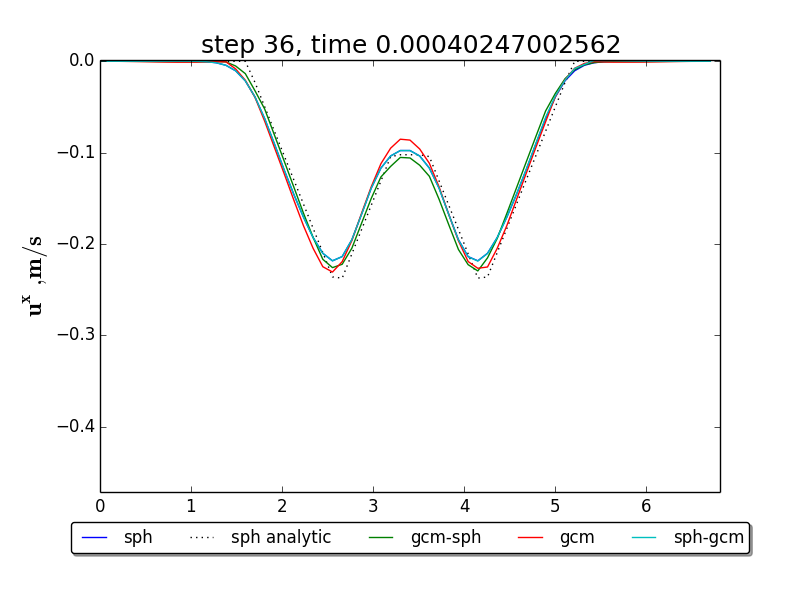 step 36, time 0.00040247002562
0.0
−0.1
−0.2
−0.3
−0.4
u^x ,m/s
0 1 2 3 4 5 6
sph sph analytic gcm-sph gcm sph-gcm